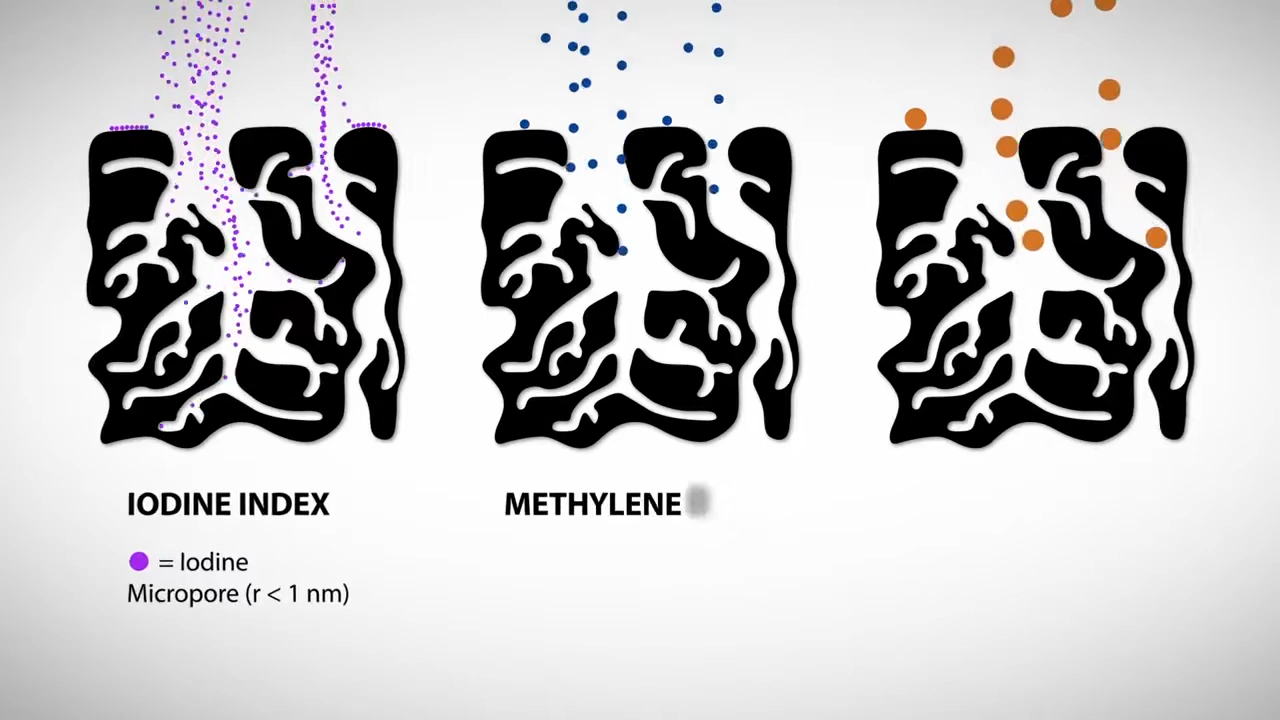 IODINE INDEX
METHYLENE
= Iodine
Micropore (r < 1 nm)